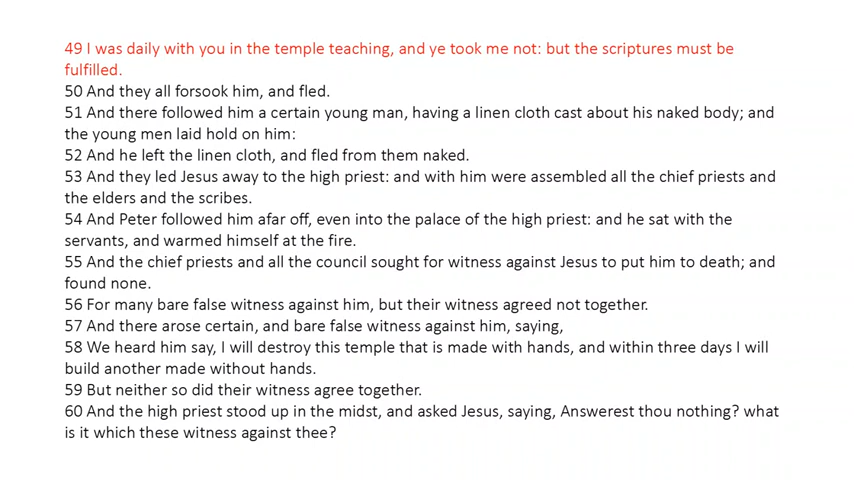 49 I was daily with you in the temple teaching, and ye took me not: but the scriptures must be
fulfilled.
50 And they all forsook him, and fled.
51 And there followed him a certain young man, having a linen cloth cast about his naked body; and
the young men laid hold on him:
52 And he left the linen cloth, and fled from them naked.
53 And they led Jesus away to the high priest: and with him were assembled all the chief priests and
the elders and the scribes.
54 And Peter followed him afar off, even into the palace of the high priest: and he sat with the
servants, and warmed himself at the fire.
55 And the chief priests and all the council sought for witness against Jesus to put him to death; and
found none.
56 For many bare false witness against him, but their witness agreed not together.
57 And there arose certain, and bare false witness against him, saying,
58 We heard him say, I will destroy this temple that is made with hands, and within three days I will
build another made without hands.
59 But neither so did their witness agree together.
60 And the high priest stood up in the midst, and asked Jesus, saying, Answerest thou nothing? what
is it which these witness against thee?